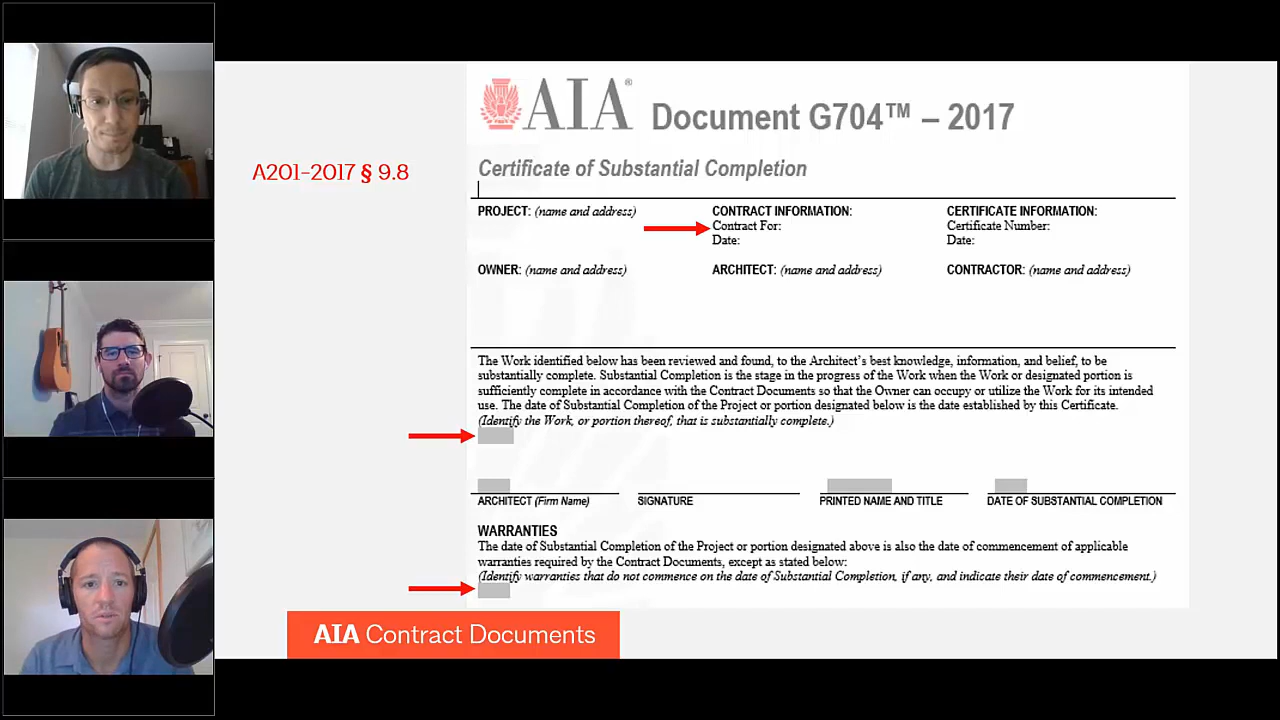 A201-2017 § 9.8
AIA® Document G704™ – 2017
Certificate of Substantial Completion
PROJECT: (name and address)
CONTRACT INFORMATION:
Contract For:
Date:
CERTIFICATE INFORMATION:
Certificate Number:
Date:
OWNER: (name and address)
ARCHITECT: (name and address)
CONTRACTOR: (name and address)
The Work identified below has been reviewed and found, to the Architect's best knowledge, information, and belief, to be
substantially complete. Substantial Completion is the stage in the progress of the Work when the Work or designated portion is
sufficiently complete in accordance with the Contract Documents so that the Owner can occupy or utilize the Work for its intended
use. The date of Substantial Completion of the Project or portion designated below is the date established by this Certificate.
(Identify the Work, or portion thereof, that is substantially complete.)
ARCHITECT (Firm Name)
SIGNATURE
PRINTED NAME AND TITLE
DATE OF SUBSTANTIAL COMPLETION
WARRANTIES
The date of Substantial Completion of the Project or portion designated above is also the date of commencement of applicable
warranties required by the Contract Documents, except as stated below:
(Identify warranties that do not commence on the date of Substantial Completion, if any, and indicate their date of commencement.)
AIA Contract Documents